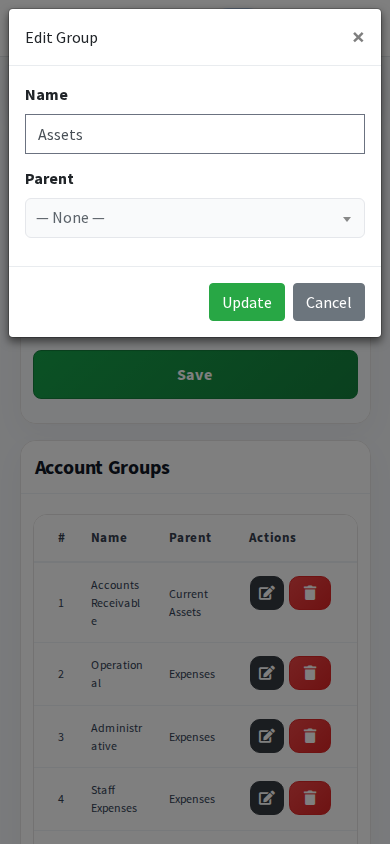 Edit Group ×
Name
Assets
Parent
— None —
Update Cancel
Save
Account Groups
# Name Parent Actions
1 Accounts Receivabl e Current Assets
2 Operation al Expenses
3 Administr ative Expenses
4 Staff Expenses Expenses